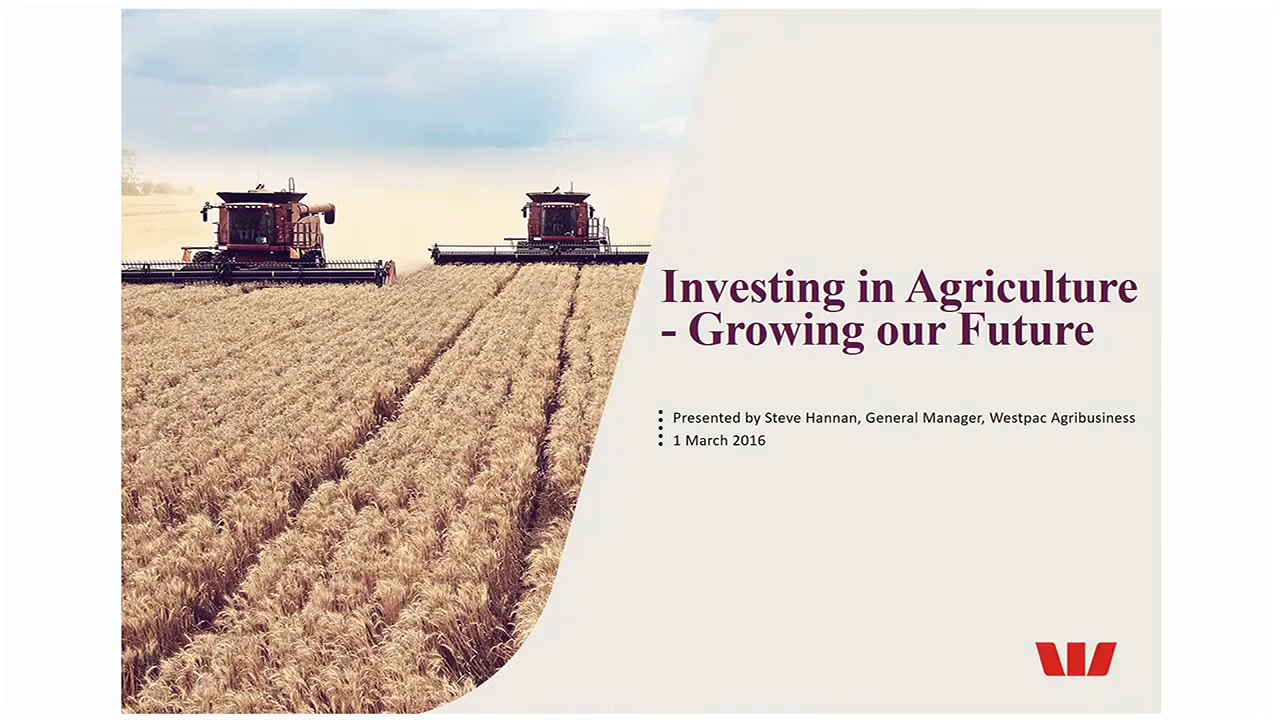 Investing in Agriculture
- Growing our Future
Presented by Steve Hannan, General Manager, Westpac Agribusiness
1 March 2016